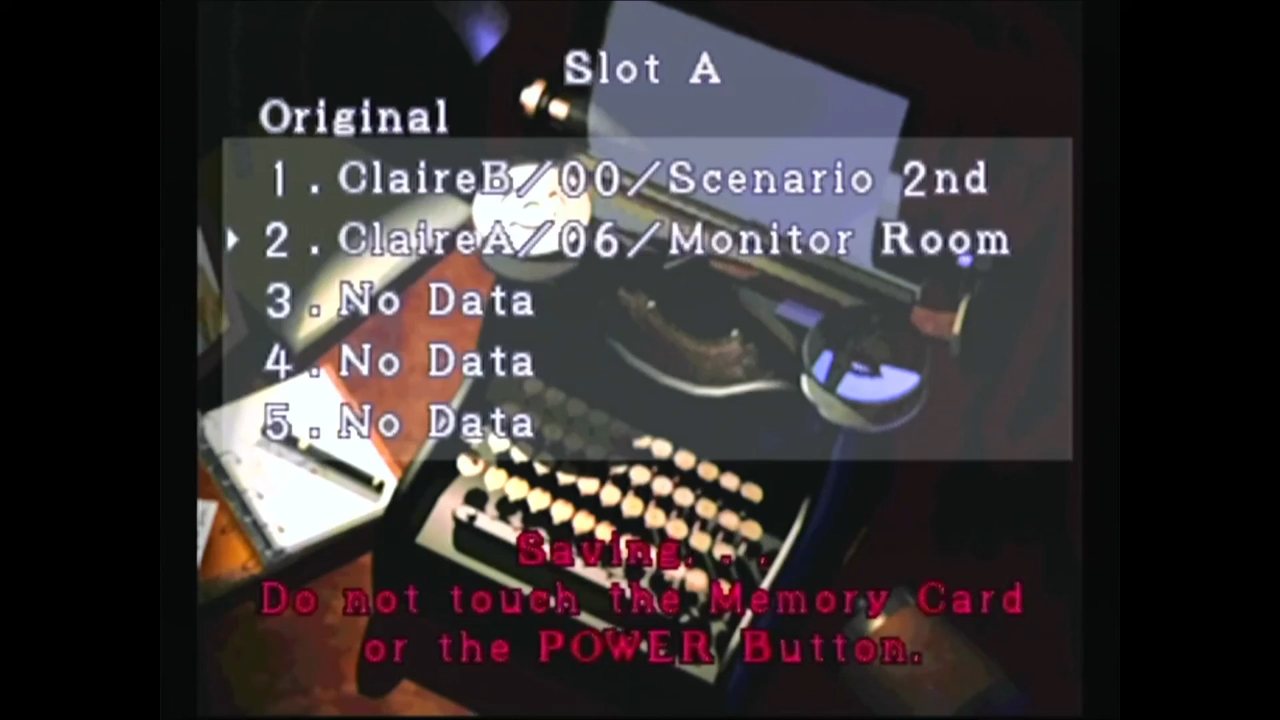 Slot A
Original
1. ClaireB/00/Scenario 2nd
2. ClaireA/06/Monitor Room
3. No Data
4. No Data
5. No Data
Saving...
Do not touch the Memory Card
or the POWER Button.